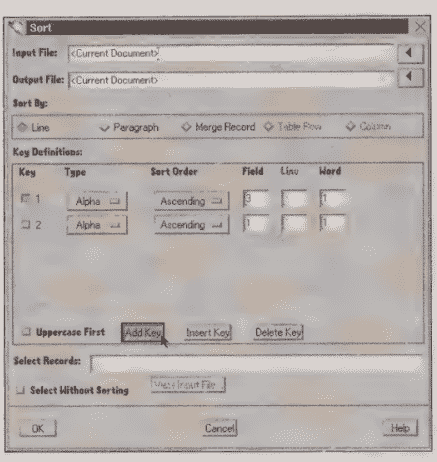 Sort
Input File: <Current Document>
Output File: <Current Document>
Sort By:
Line Paragraph Merge Record Table Row Column
Key Definitions:
Key Type Sort Order Field Line Word
1 Alpha Ascending 3 1
2 Alpha Ascending 1 1
Uppercase First Add Key Insert Key Delete Key
Select Records:
Select Without Sorting View Input File...
OK Cancel Help